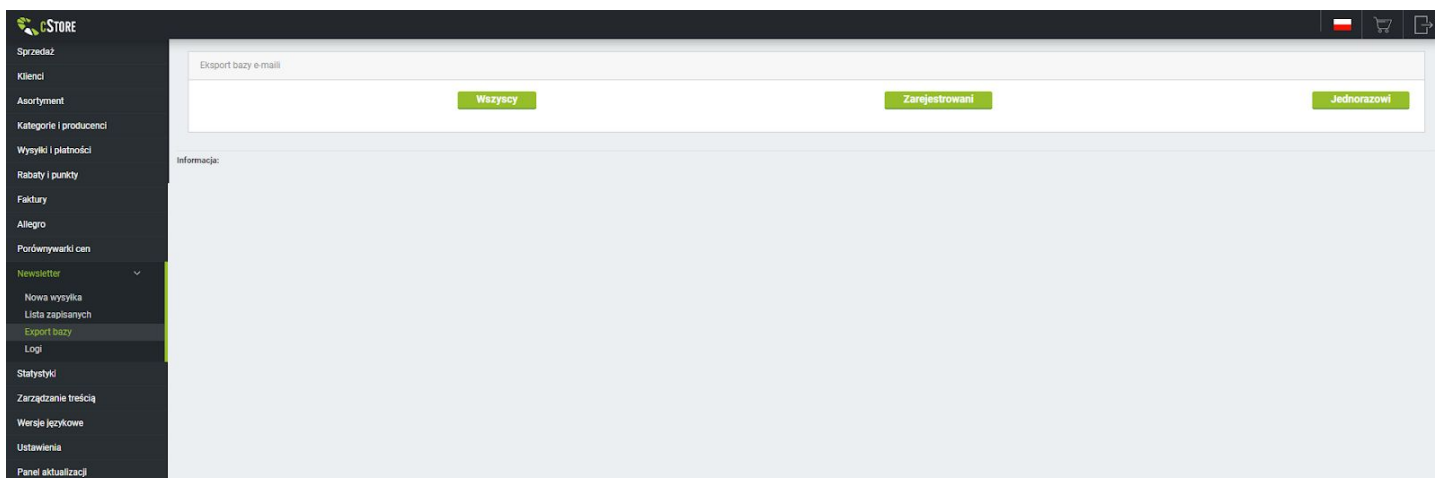 cSTORE
Sprzedaż
Klienci
Asortyment
Kategorie i producenci
Wysyłki i płatności
Rabaty i punkty
Faktury
Allegro
Porównywarki cen
Newsletter
Nowa wysyłka
Lista zapisanych
Export bazy
Logi
Statystyki
Zarządzanie treścią
Wersje językowe
Ustawienia
Panel aktualizacji
Eksport bazy e-maili
Wszyscy Zarejestrowani Jednorazowi
Informacja: